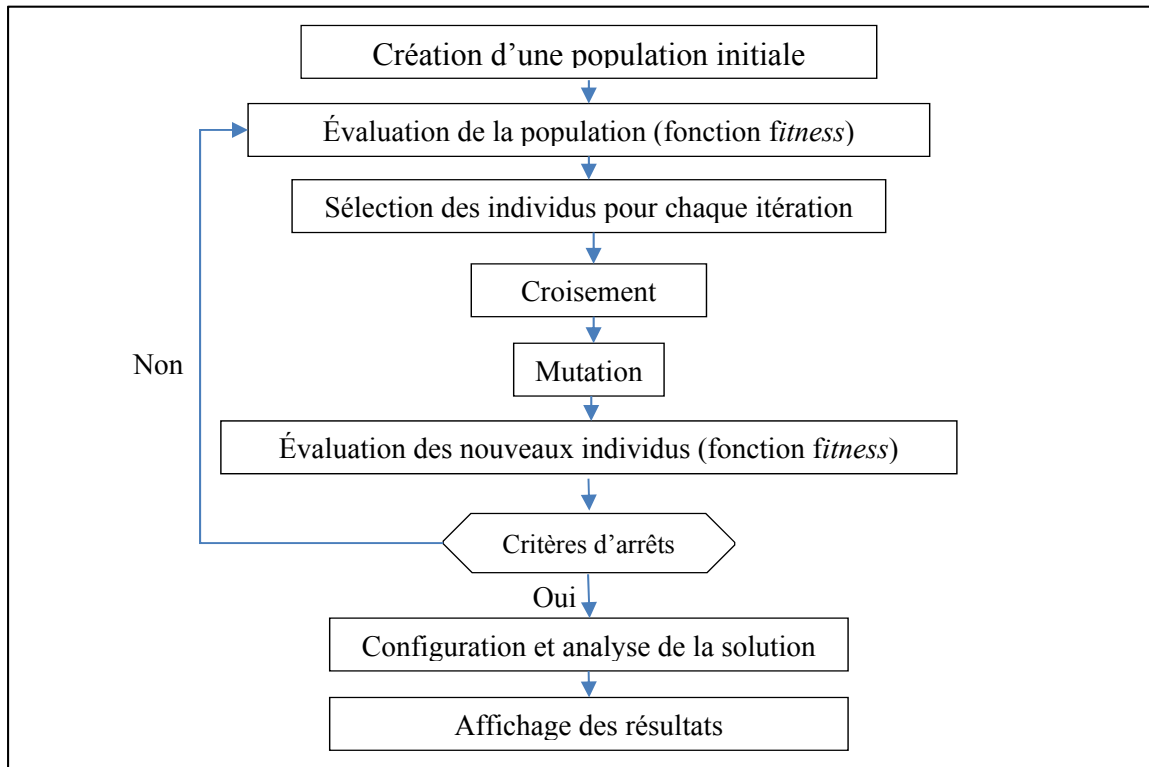 Création d’une population initiale
Évaluation de la population (fonction fitness)
Sélection des individus pour chaque itération
Croisement
Non
Mutation
Évaluation des nouveaux individus (fonction fitness)
Critères d’arrêts
Oui
Configuration et analyse de la solution
Affichage des résultats